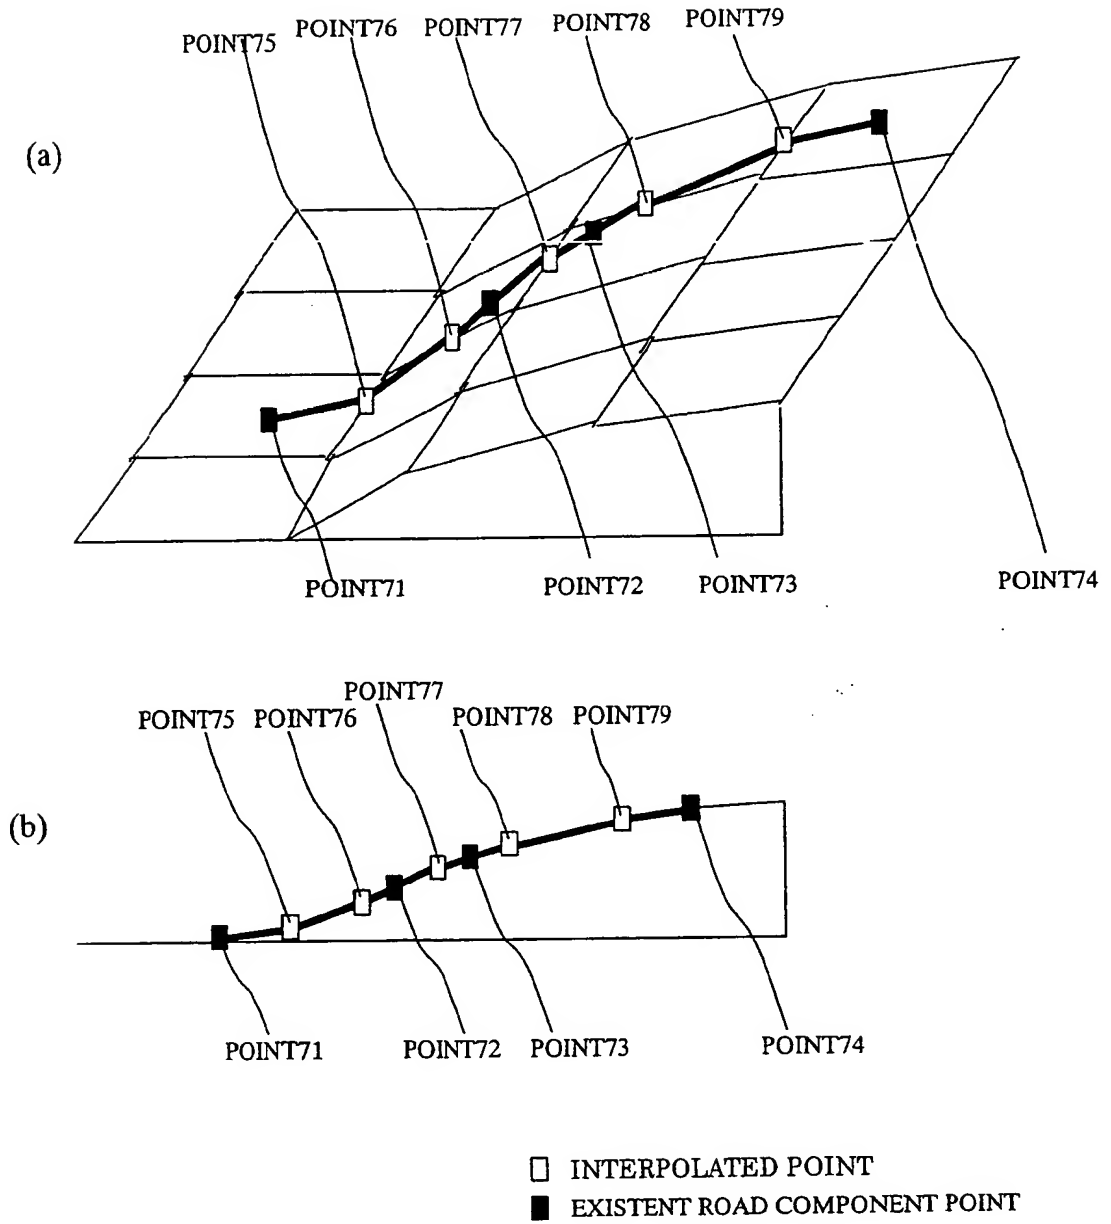 POINT75 POINT76 POINT77 POINT78 POINT79
(a)
POINT71 POINT72 POINT73 POINT74
POINT77
POINT75 POINT76 POINT78 POINT79
(b)
POINT71 POINT72 POINT73 POINT74
INTERPOLATED POINT
EXISTENT ROAD COMPONENT POINT